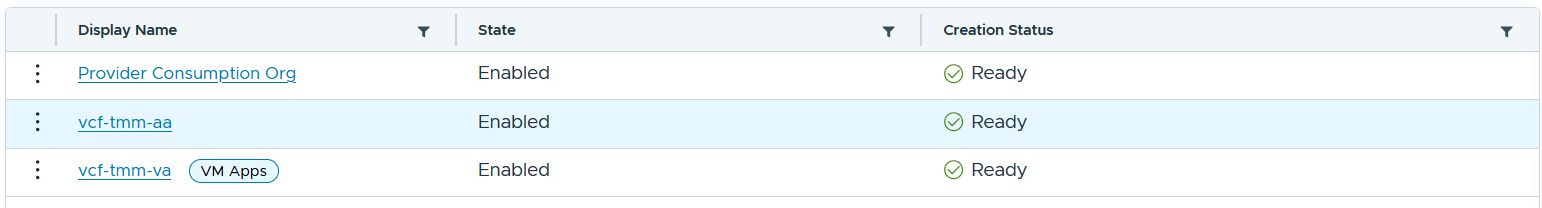 Display Name State Creation Status
Provider Consumption Org Enabled Ready
vcf-tmm-aa Enabled Ready
vcf-tmm-va VM Apps Enabled Ready